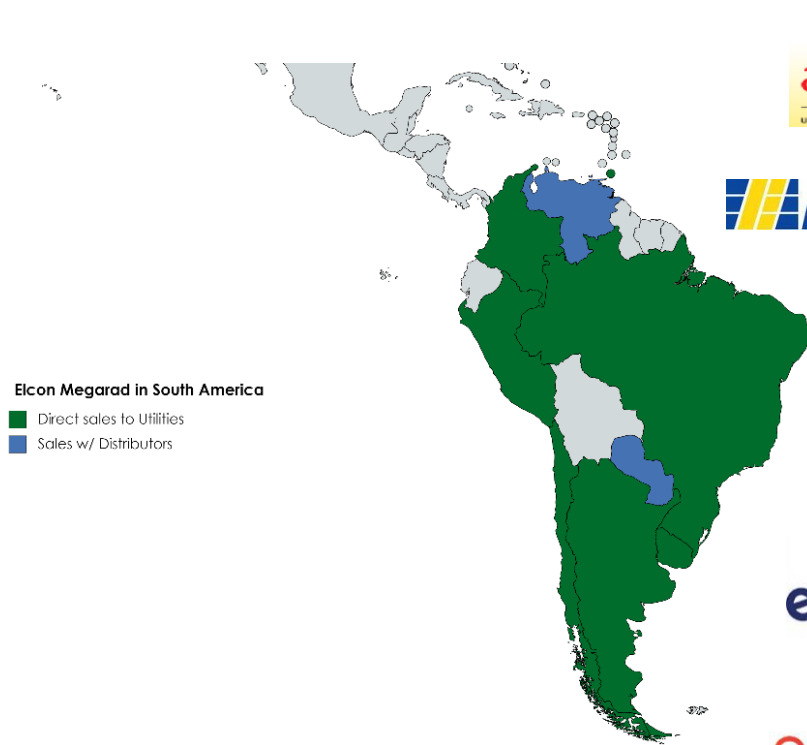 Elcon Megarad in South America
Direct sales to Utilities
Sales w/ Distributors